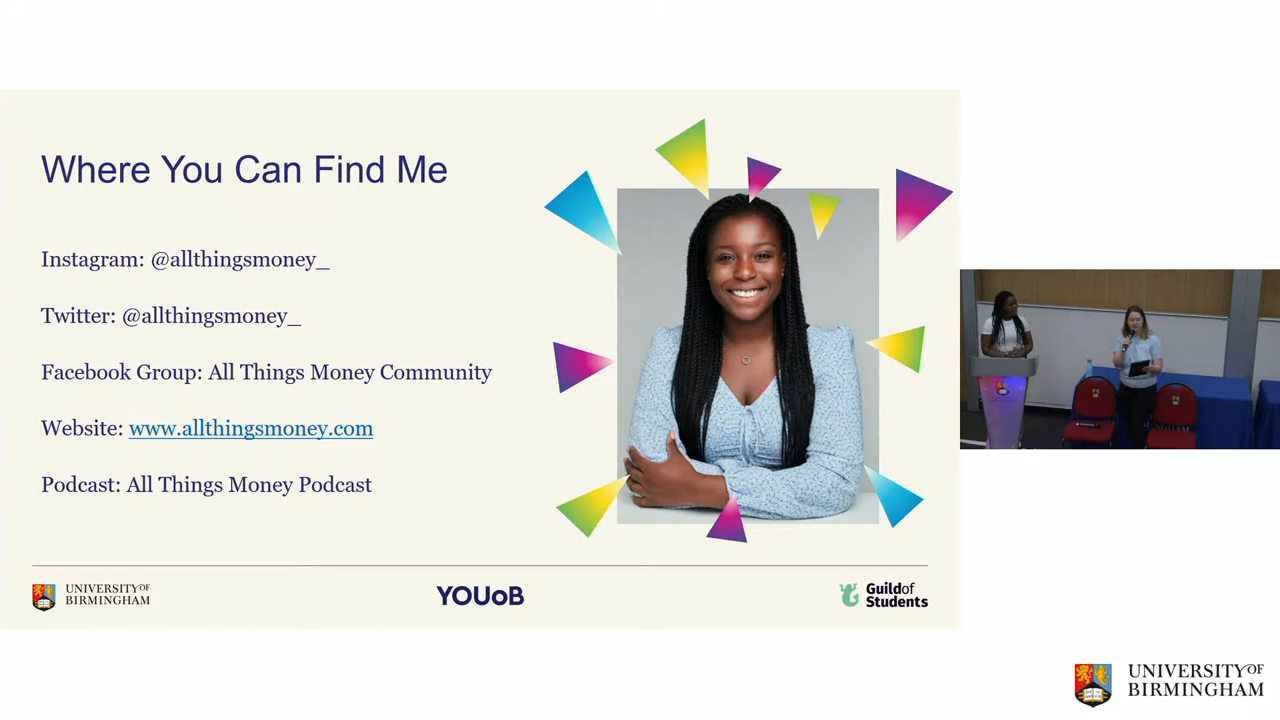 Where You Can Find Me
Instagram: @allthingsmoney_
Twitter: @allthingsmoney_
Facebook Group: All Things Money Community
Website: www.allthingsmoney.com
Podcast: All Things Money Podcast
UNIVERSITY OF
BIRMINGHAM
YOUoB
Guild of
Students
UNIVERSITY OF
BIRMINGHAM